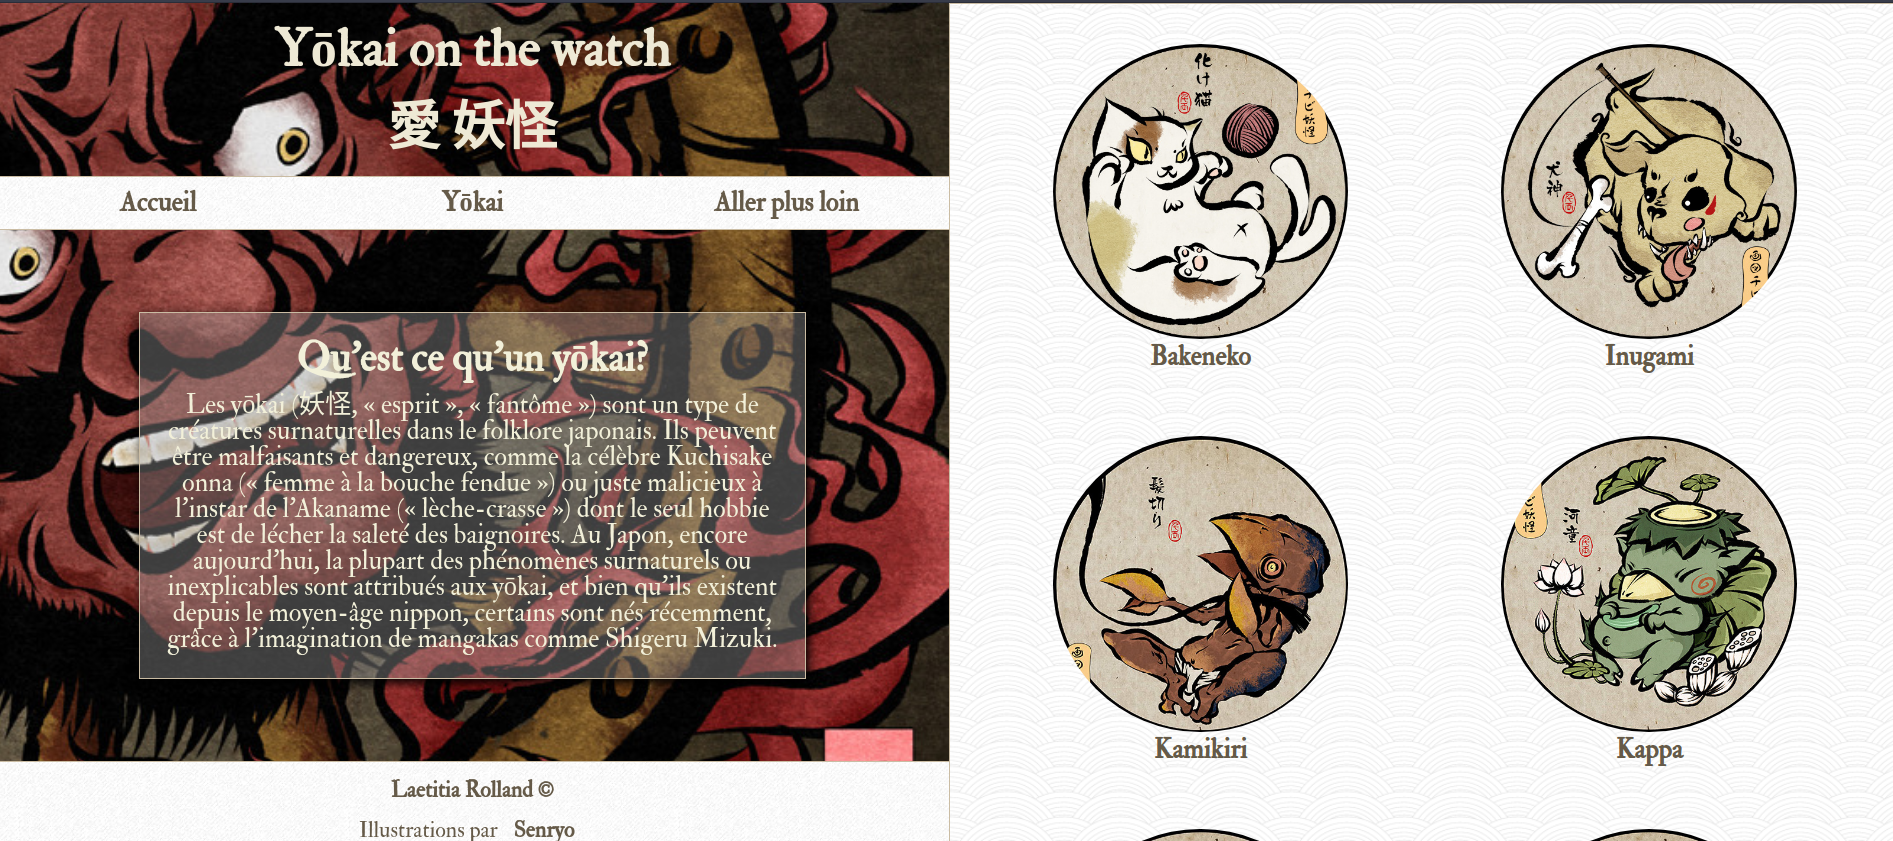 Yōkai on the watch
愛 妖怪
Accueil
Yōkai
Aller plus loin
Qu'est ce qu'un yōkai?
Les yōkai (妖怪, « esprit », « fantôme ») sont un type de
créatures surnaturelles dans le folklore japonais. Ils peuvent
être malfaisants et dangereux, comme la célèbre Kuchisake
onna (« femme à la bouche fendue ») ou juste malicieux à
l'instar de l'Akaname (« lèche-crasse ») dont le seul hobbie
est de lécher la saleté des baignoires. Au Japon, encore
aujourd'hui, la plupart des phénomènes surnaturels ou
inexplicables sont attribués aux yōkai, et bien qu'ils existent
depuis le moyen-âge nippon, certains sont nés récemment,
grâce à l'imagination de mangakas comme Shigeru Mizuki.
Laetitia Rolland ©
Illustrations par Senryo
化け猫
Bakeneko
犬神
Inugami
髪切り
Kamikiri
河童
Kappa